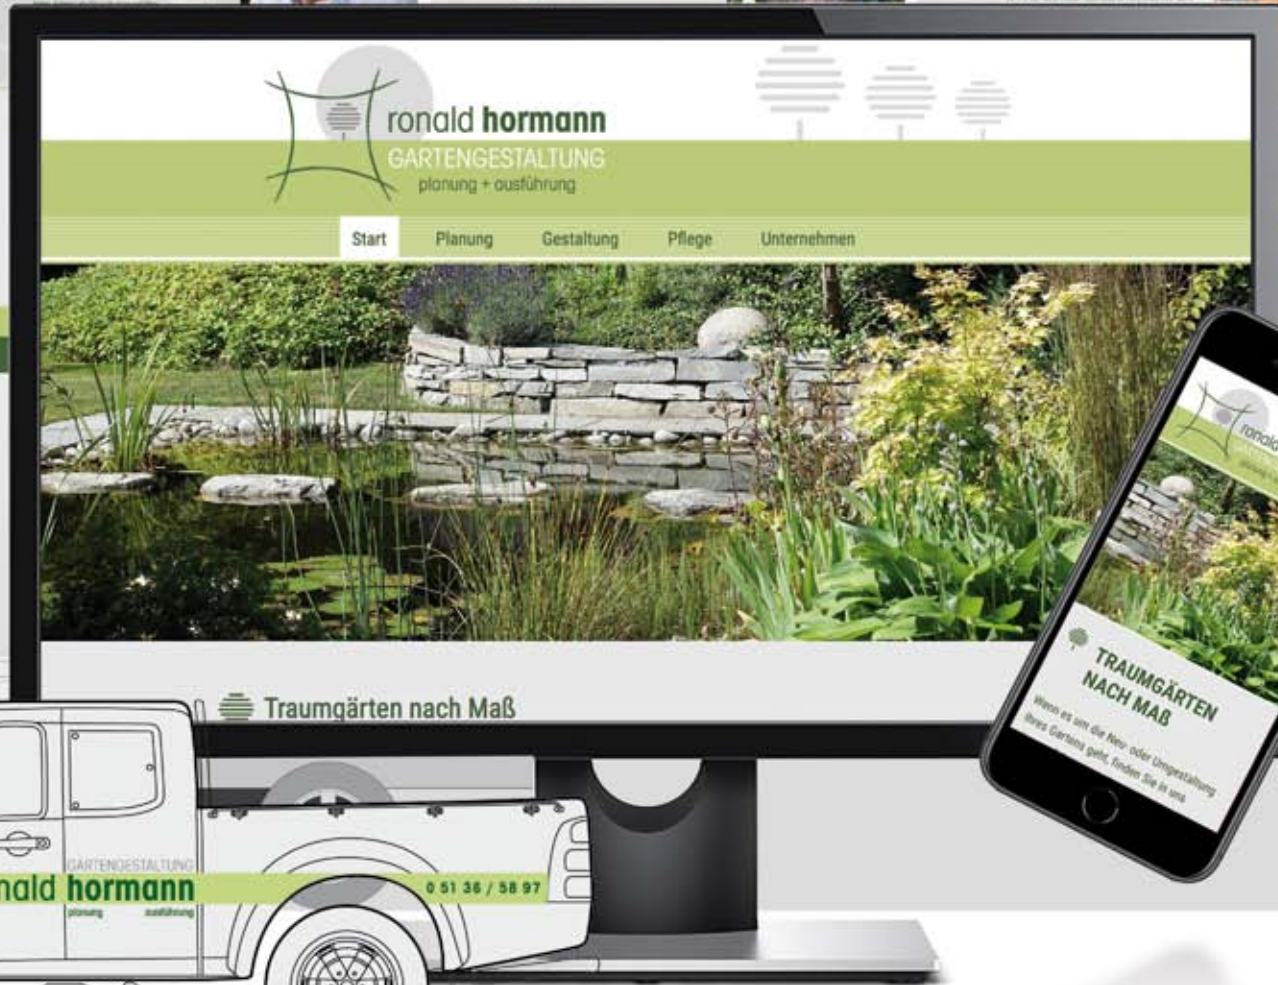 ronald hormann
GARTENGESTALTUNG
planung + ausführung
Start Planung Gestaltung Pflege Unternehmen
Traumgärten nach Maß
ronald
TRAUMGÄRTEN
NACH MAß
Wenn es um die Neu- oder Umgestaltung
Ihres Gartens geht, finden Sie in uns
GARTENGESTALTUNG
nald hormann
planung ausführung
0 51 36 / 58 97